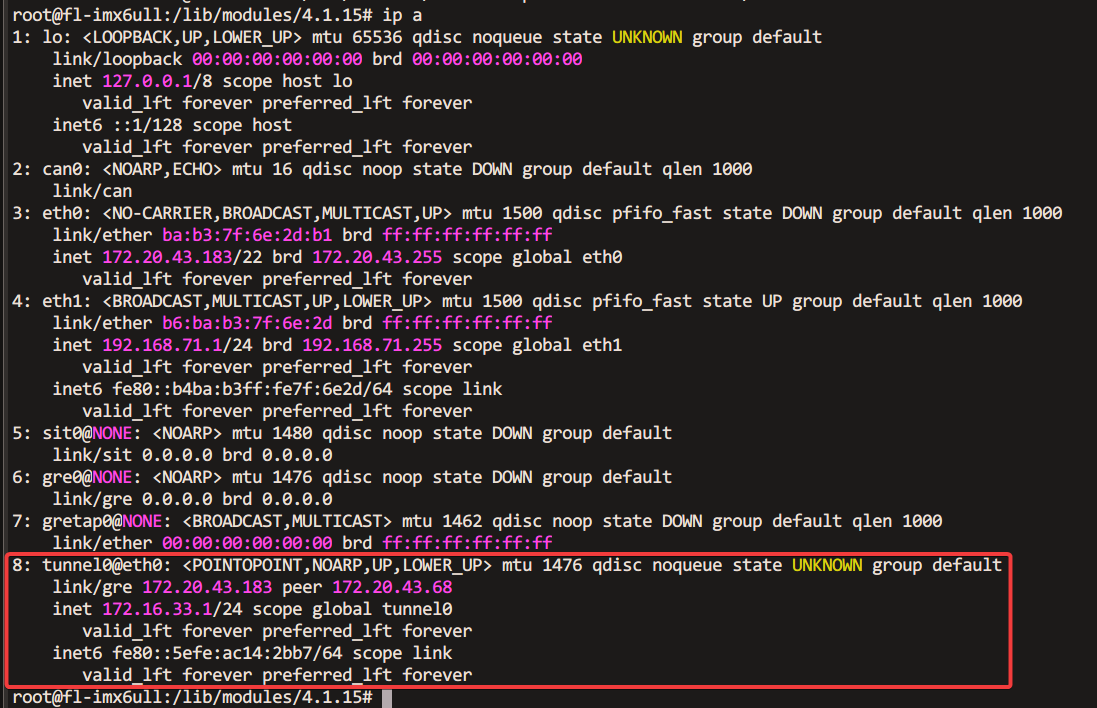 root@fl-imx6ull:/lib/modules/4.1.15# ip a
1: lo: <LOOPBACK,UP,LOWER_UP> mtu 65536 qdisc noqueue state UNKNOWN group default
    link/loopback 00:00:00:00:00:00 brd 00:00:00:00:00:00
    inet 127.0.0.1/8 scope host lo
       valid_lft forever preferred_lft forever
    inet6 ::1/128 scope host
       valid_lft forever preferred_lft forever
2: can0: <NOARP,ECHO> mtu 16 qdisc noop state DOWN group default qlen 1000
    link/can
3: eth0: <NO-CARRIER,BROADCAST,MULTICAST,UP> mtu 1500 qdisc pfifo_fast state DOWN group default qlen 1000
    link/ether ba:b3:7f:6e:2d:b1 brd ff:ff:ff:ff:ff:ff
    inet 172.20.43.183/22 brd 172.20.43.255 scope global eth0
       valid_lft forever preferred_lft forever
4: eth1: <BROADCAST,MULTICAST,UP,LOWER_UP> mtu 1500 qdisc pfifo_fast state UP group default qlen 1000
    link/ether b6:ba:b3:7f:6e:2d brd ff:ff:ff:ff:ff:ff
    inet 192.168.71.1/24 brd 192.168.71.255 scope global eth1
       valid_lft forever preferred_lft forever
    inet6 fe80::b4ba:b3ff:fe7f:6e2d/64 scope link
       valid_lft forever preferred_lft forever
5: sit0@NONE: <NOARP> mtu 1480 qdisc noop state DOWN group default
    link/sit 0.0.0.0 brd 0.0.0.0
6: gre0@NONE: <NOARP> mtu 1476 qdisc noop state DOWN group default
    link/gre 0.0.0.0 brd 0.0.0.0
7: gretap0@NONE: <BROADCAST,MULTICAST> mtu 1462 qdisc noop state DOWN group default qlen 1000
    link/ether 00:00:00:00:00:00 brd ff:ff:ff:ff:ff:ff
8: tunnel0@eth0: <POINTOPOINT,NOARP,UP,LOWER_UP> mtu 1476 qdisc noqueue state UNKNOWN group default
    link/gre 172.20.43.183 peer 172.20.43.68
    inet 172.16.33.1/24 scope global tunnel0
       valid_lft forever preferred_lft forever
    inet6 fe80::5efe:ac14:2bb7/64 scope link
       valid_lft forever preferred_lft forever
root@fl-imx6ull:/lib/modules/4.1.15#